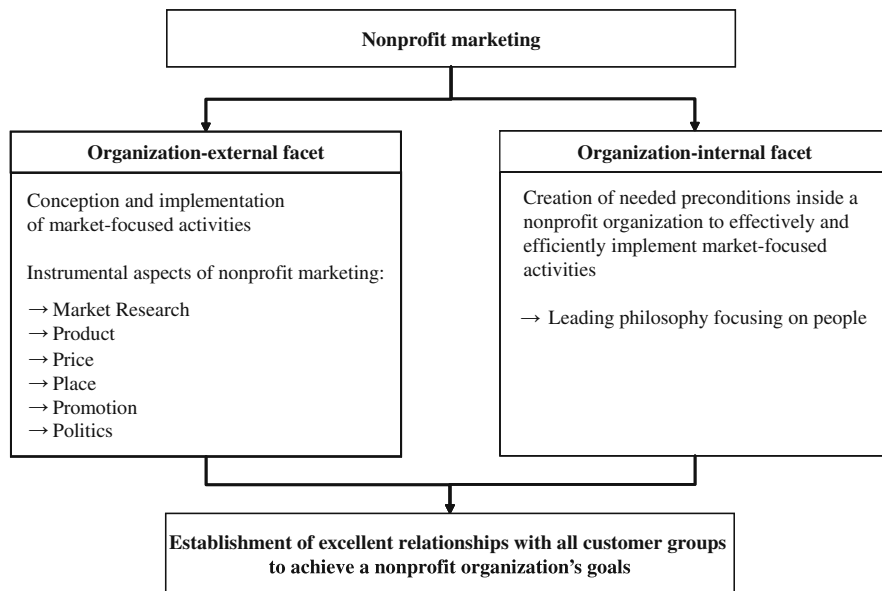 Nonprofit marketing
Organization-external facet
Conception and implementation
of market-focused activities
Instrumental aspects of nonprofit marketing:
→ Market Research
→ Product
→ Price
→ Place
→ Promotion
→ Politics
Organization-internal facet
Creation of needed preconditions inside a
nonprofit organization to effectively and
efficiently implement market-focused
activities
→ Leading philosophy focusing on people
Establishment of excellent relationships with all customer groups
to achieve a nonprofit organization's goals